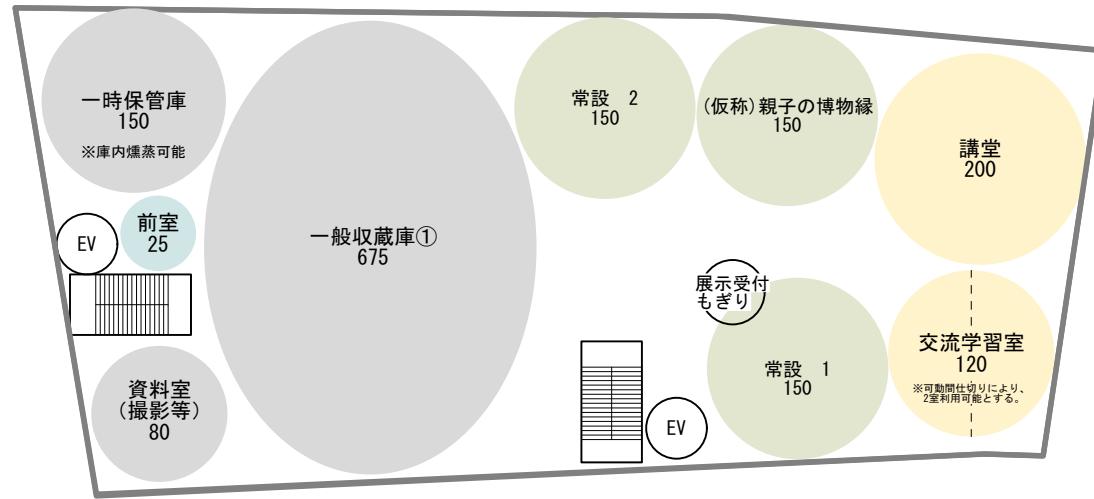 一時保管庫
150
※庫内燻蒸可能
前室
25
EV
資料室
(撮影等)
80
一般収蔵庫①
675
常設　2
150
(仮称)親子の博物縁
150
講堂
200
展示受付
もぎり
常設　1
150
EV
交流学習室
120
※可動間仕切りにより、
2室利用可能とする。